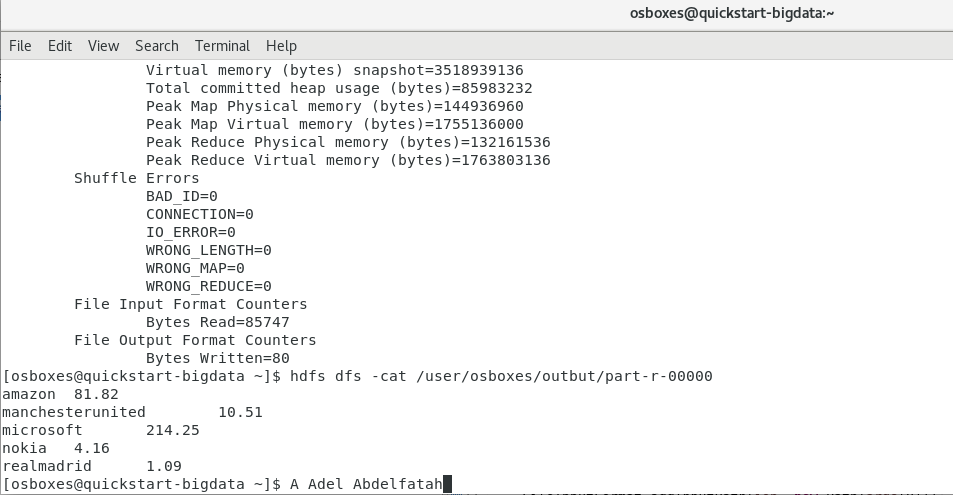 osboxes@quickstart-bigdata:~
File Edit View Search Terminal Help
Virtual memory (bytes) snapshot=3518939136
Total committed heap usage (bytes)=85983232
Peak Map Physical memory (bytes)=144936960
Peak Map Virtual memory (bytes)=1755136000
Peak Reduce Physical memory (bytes)=132161536
Peak Reduce Virtual memory (bytes)=1763803136
Shuffle Errors
BAD_ID=0
CONNECTION=0
IO_ERROR=0
WRONG_LENGTH=0
WRONG_MAP=0
WRONG_REDUCE=0
File Input Format Counters
Bytes Read=85747
File Output Format Counters
Bytes Written=80
[osboxes@quickstart-bigdata ~]$ hdfs dfs -cat /user/osboxes/outbut/part-r-00000
amazon 81.82
manchesterunited 10.51
microsoft 214.25
nokia 4.16
realmadrid 1.09
[osboxes@quickstart-bigdata ~]$ A Adel Abdelfatah